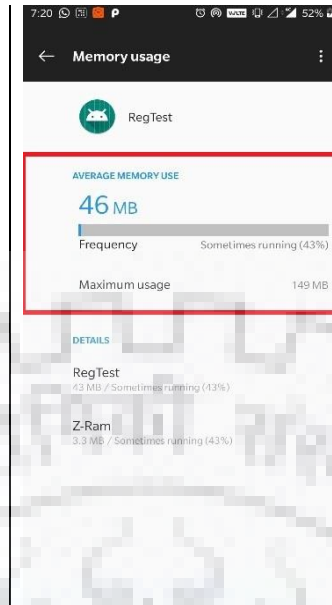 7:20 VoLTE 52%
Memory usage
RegTest
AVERAGE MEMORY USE
46 MB
Frequency Sometimes running (43%)
Maximum usage 149 MB
DETAILS
RegTest
43 MB / Sometimes running (43%)
Z-Ram
3.3 MB / Sometimes running (43%)